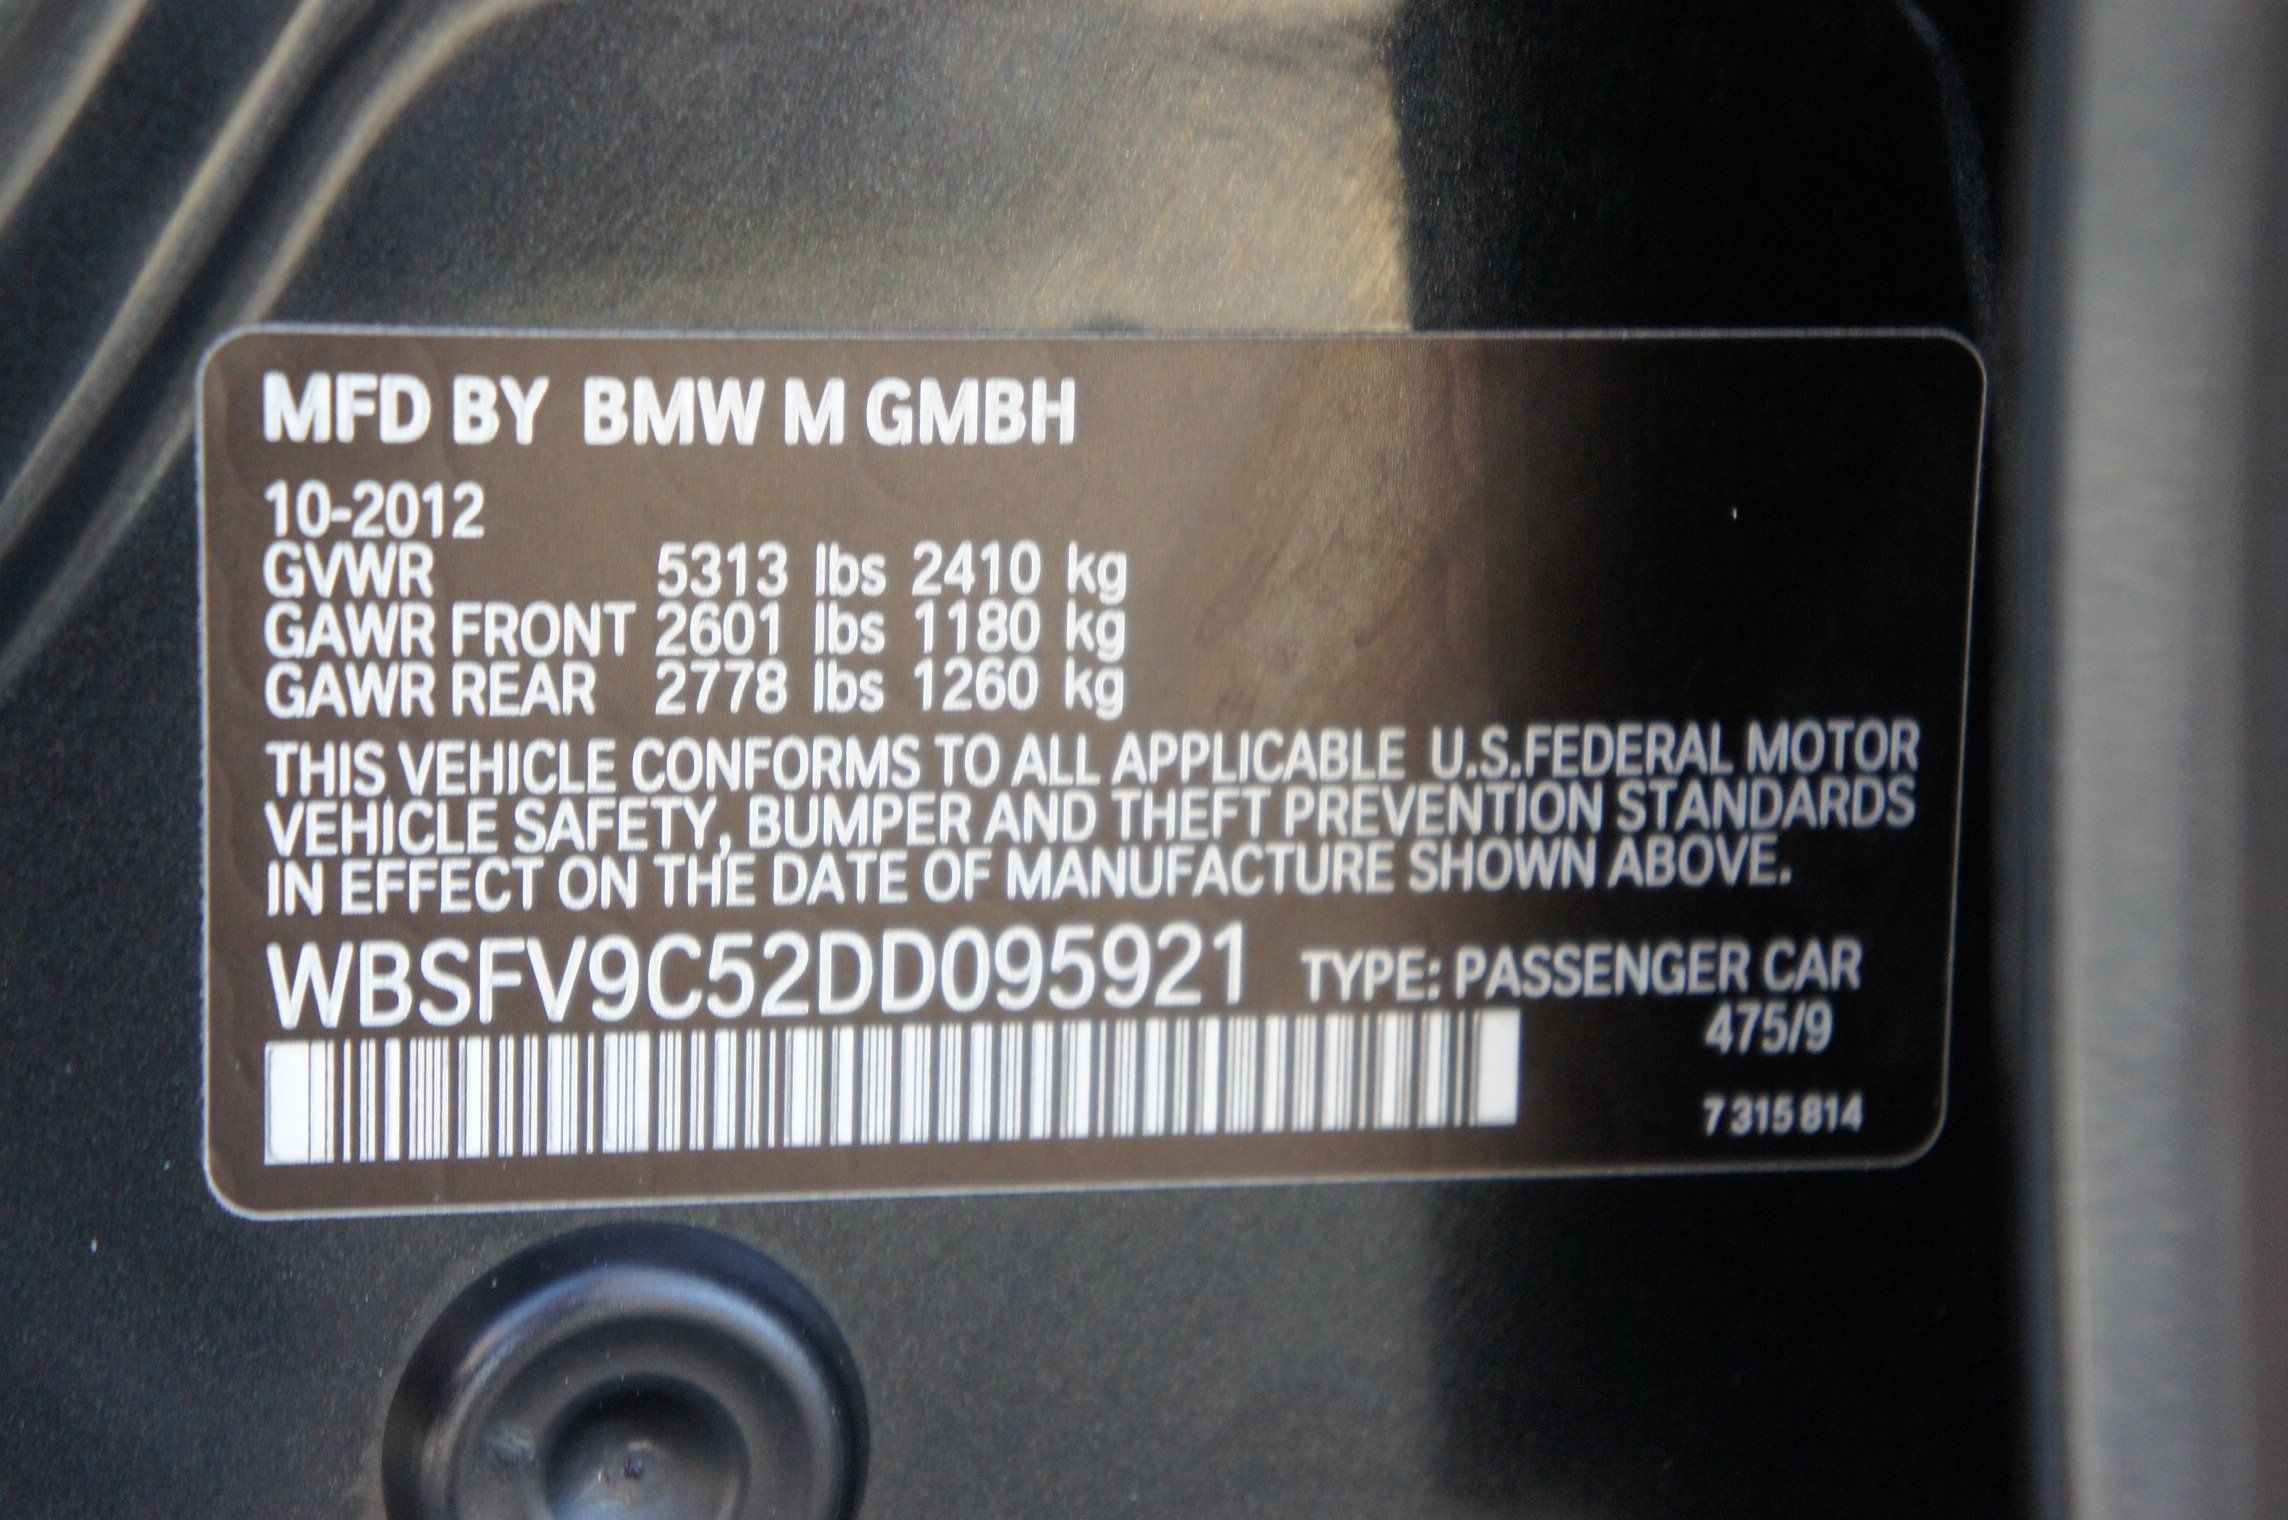 MFD BY BMW M GMBH
10-2012
GVWR 5313 lbs 2410 kg
GAWR FRONT 2601 lbs 1180 kg
GAWR REAR 2778 lbs 1260 kg
THIS VEHICLE CONFORMS TO ALL APPLICABLE U.S.FEDERAL MOTOR
VEHICLE SAFETY, BUMPER AND THEFT PREVENTION STANDARDS
IN EFFECT ON THE DATE OF MANUFACTURE SHOWN ABOVE.
WBSFV9C52DD095921 TYPE: PASSENGER CAR
475/9
7 315 814